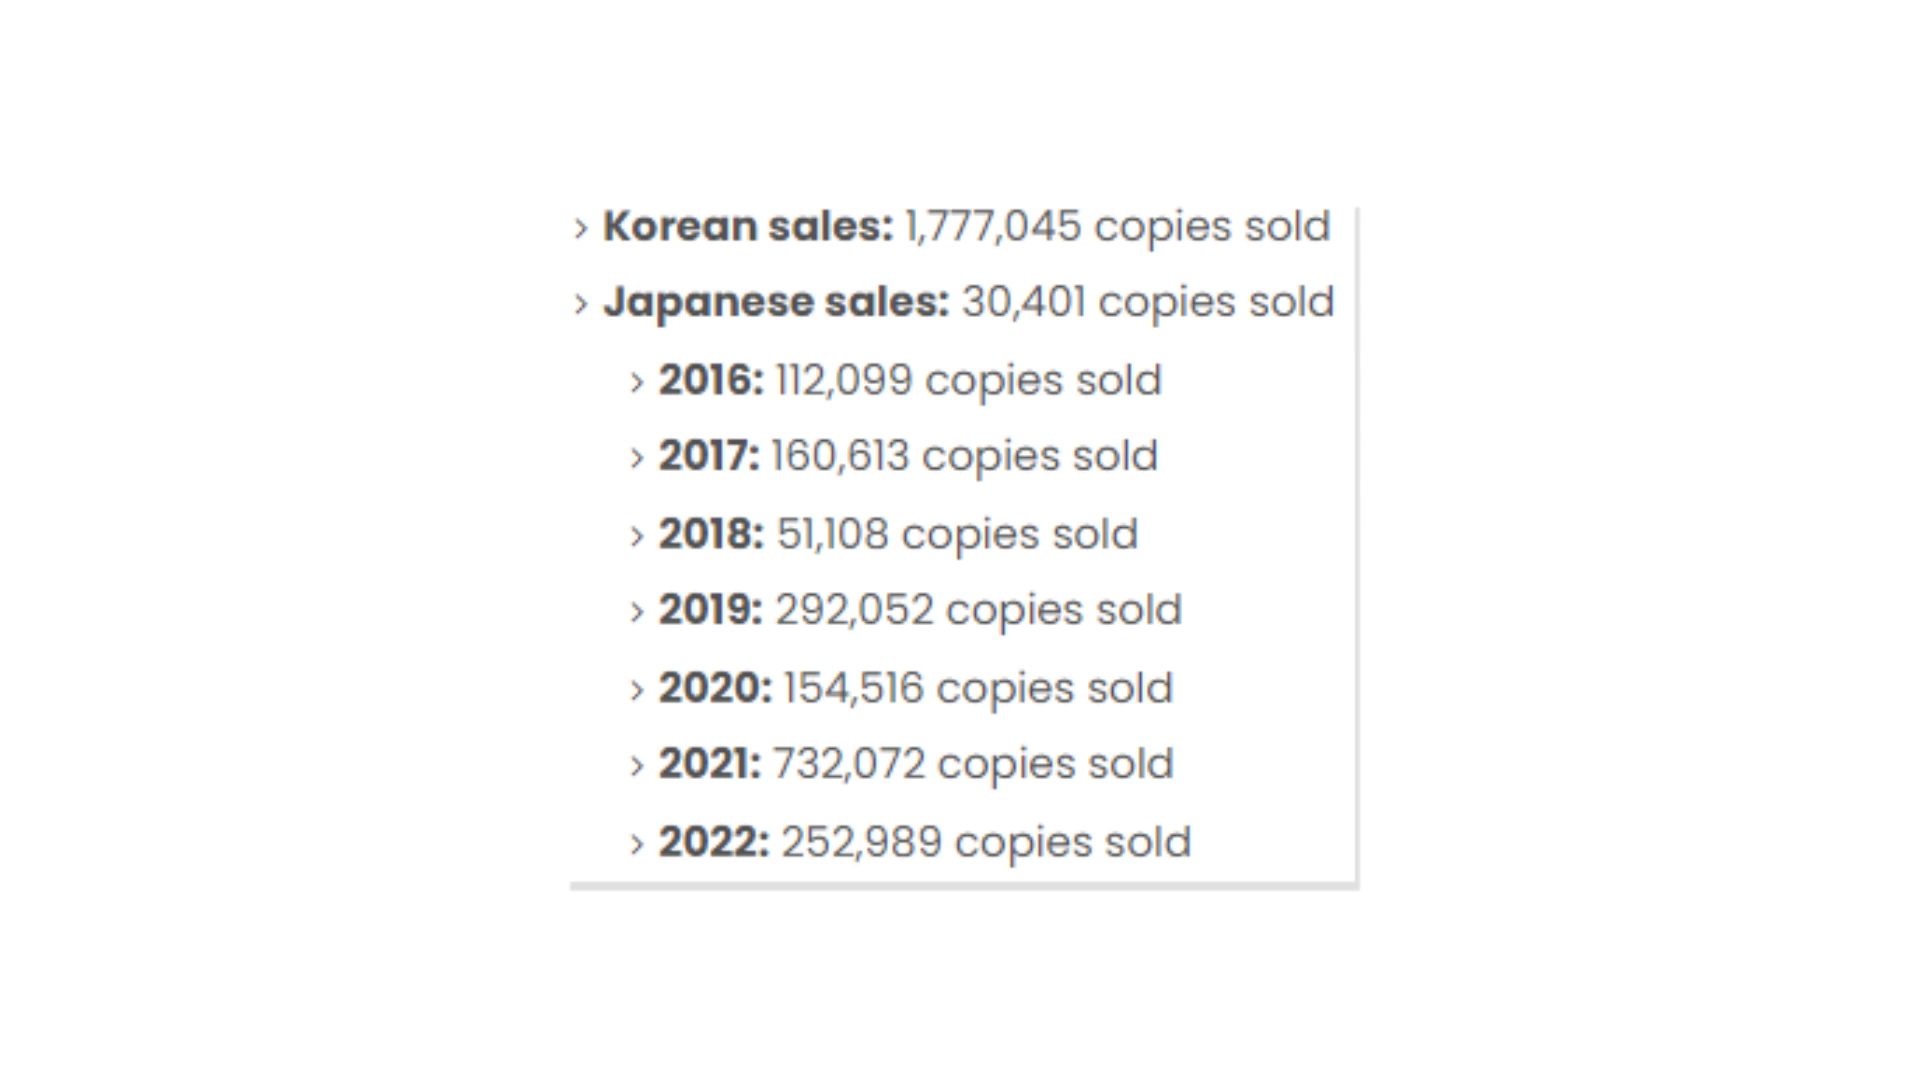 > Korean sales: 1,777,045 copies sold
> Japanese sales: 30,401 copies sold
> 2016: 112,099 copies sold
> 2017: 160,613 copies sold
> 2018: 51,108 copies sold
> 2019: 292,052 copies sold
> 2020: 154,516 copies sold
> 2021: 732,072 copies sold
> 2022: 252,989 copies sold